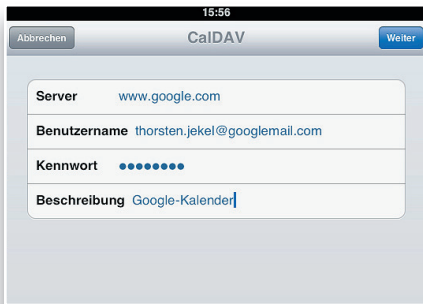 15:56
Abbrechen CalDAV Weiter
Server www.google.com
Benutzername thorsten.jekel@googlemail.com
Kennwort ●●●●●●●●
Beschreibung Google-Kalender